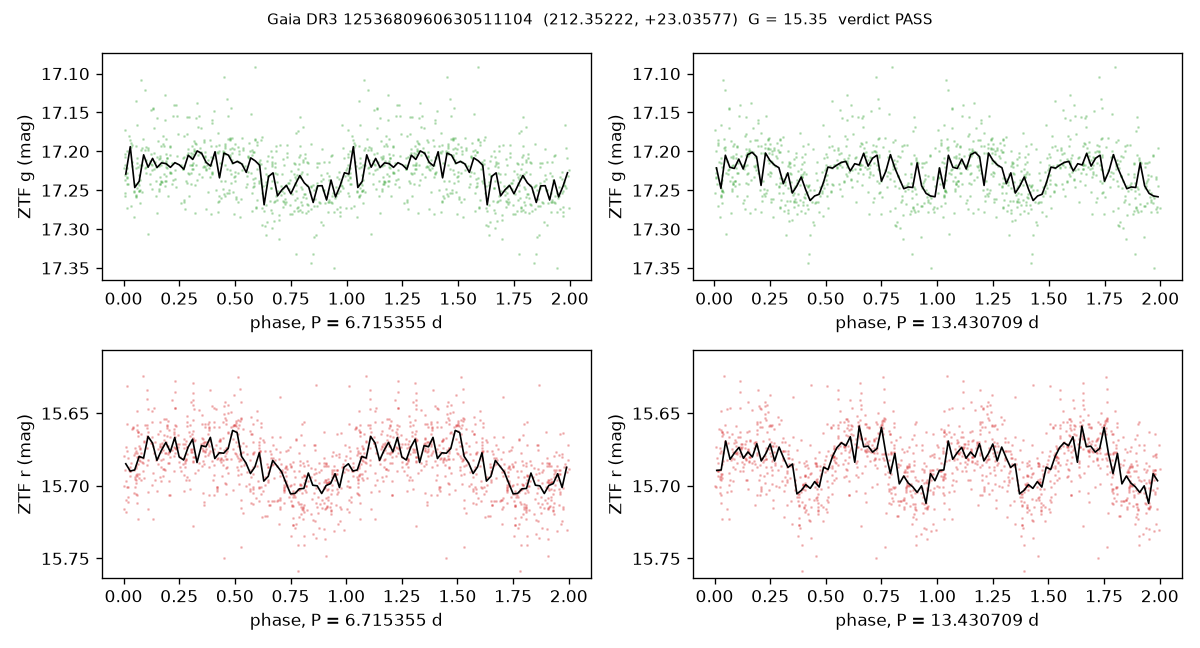 Gaia DR3 1253680960630511104 (212.35222, +23.03577) G = 15.35 verdict PASS
ZTF g (mag)
17.10
17.15
17.20
17.25
17.30
17.35
0.00 0.25 0.50 0.75 1.00 1.25 1.50 1.75 2.00
phase, P = 6.715355 d
ZTF g (mag)
17.10
17.15
17.20
17.25
17.30
17.35
0.00 0.25 0.50 0.75 1.00 1.25 1.50 1.75 2.00
phase, P = 13.430709 d
ZTF r (mag)
15.65
15.70
15.75
0.00 0.25 0.50 0.75 1.00 1.25 1.50 1.75 2.00
phase, P = 6.715355 d
ZTF r (mag)
15.65
15.70
15.75
0.00 0.25 0.50 0.75 1.00 1.25 1.50 1.75 2.00
phase, P = 13.430709 d